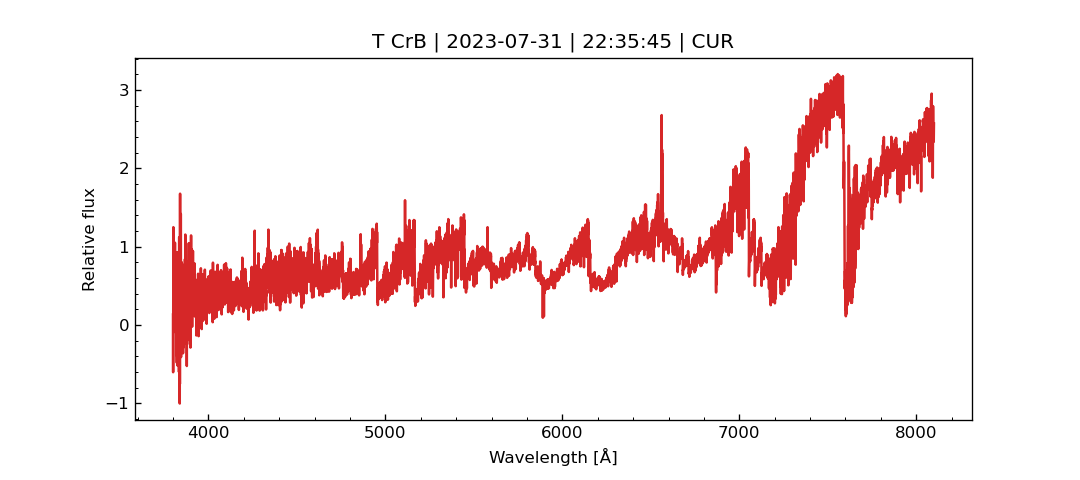 T CrB | 2023-07-31 | 22:35:45 | CUR
3
2
1
0
−1
Relative flux
4000 5000 6000 7000 8000
Wavelength [Å]